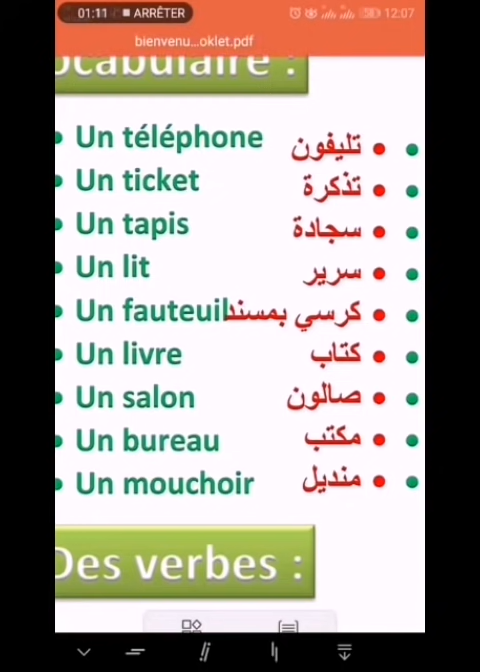 01:11 ARRÊTER 12:07
bienvenu...oklet.pdf
ocabulaire :
• Un téléphone تليفون
• Un ticket تذكرة
• Un tapis سجادة
• Un lit سرير
• Un fauteuil كرسي بمسند
• Un livre كتاب
• Un salon صالون
• Un bureau مكتب
• Un mouchoir منديل
Des verbes :